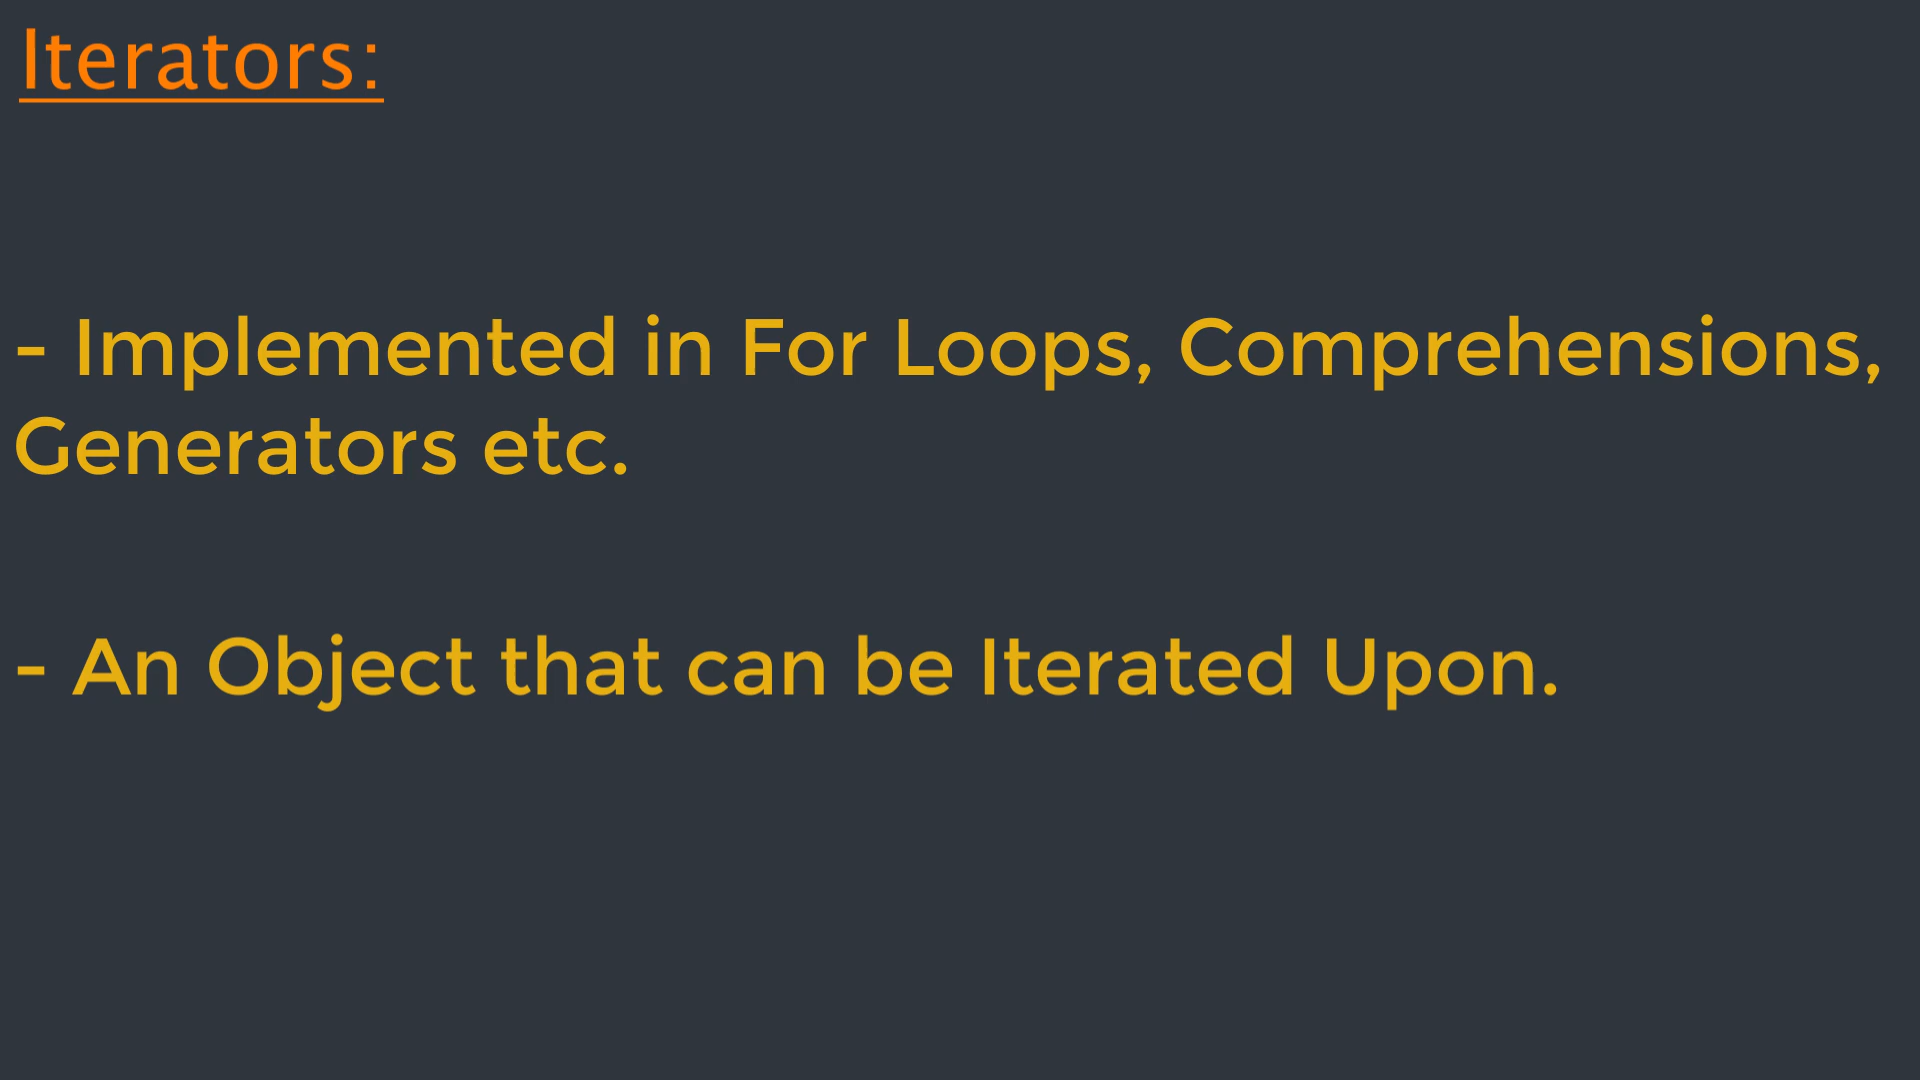 Iterators:
- Implemented in For Loops, Comprehensions,
Generators etc.
- An Object that can be Iterated Upon.